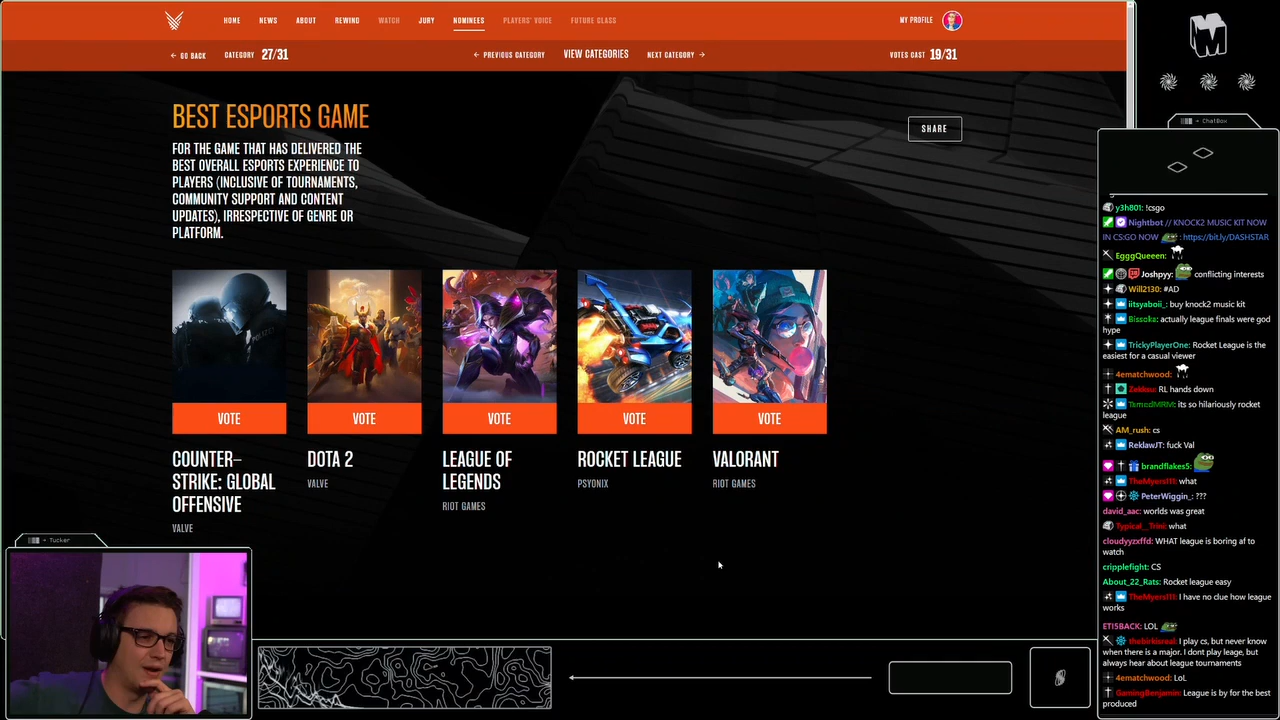 HOME NEWS ABOUT REWIND WATCH JURY NOMINEES PLAYERS' VOICE FUTURE CLASS MY PROFILE
← GO BACK CATEGORY 27/31 ← PREVIOUS CATEGORY VIEW CATEGORIES NEXT CATEGORY → VOTES CAST 19/31
BEST ESPORTS GAME
SHARE
FOR THE GAME THAT HAS DELIVERED THE
BEST OVERALL ESPORTS EXPERIENCE TO
PLAYERS (INCLUSIVE OF TOURNAMENTS,
COMMUNITY SUPPORT AND CONTENT
UPDATES), IRRESPECTIVE OF GENRE OR
PLATFORM.
VOTE VOTE VOTE VOTE VOTE
COUNTER-
STRIKE: GLOBAL
OFFENSIVE
VALVE
DOTA 2
VALVE
LEAGUE OF
LEGENDS
RIOT GAMES
ROCKET LEAGUE
PSYONIX
VALORANT
RIOT GAMES
→ Tucker
→ ChatBox
y3h801: !csgo
Nightbot // KNOCK2 MUSIC KIT NOW
IN CS:GO NOW : https://bit.ly/DASHSTAR
EgggQueeen:
Joshpyy: conflicting interests
Will2130: #AD
iitsyaboii_: buy knock2 music kit
Bissoka: actually league finals were god
hype
TrickyPlayerOne: Rocket League is the
easiest for a casual viewer
4ematchwood:
RL hands down
its so hilariously rocket
league
AM_rush: cs
ReklawJT: fuck Val
brandflakes5:
TheMyers111: what
PeterWiggin_: ???
david_aac: worlds was great
Typical_Trini: what
cloudyyzxffd: WHAT league is boring af to
watch
cripplefight: CS
About_22_Rats: Rocket league easy
TheMyers111: I have no clue how league
works
ETI5BACK: LOL
thebirkisreal: I play cs, but never know
when there is a major. I dont play leage, but
always hear about league tournaments
4ematchwood: LoL
GamingBenjamin: League is by for the best
produced